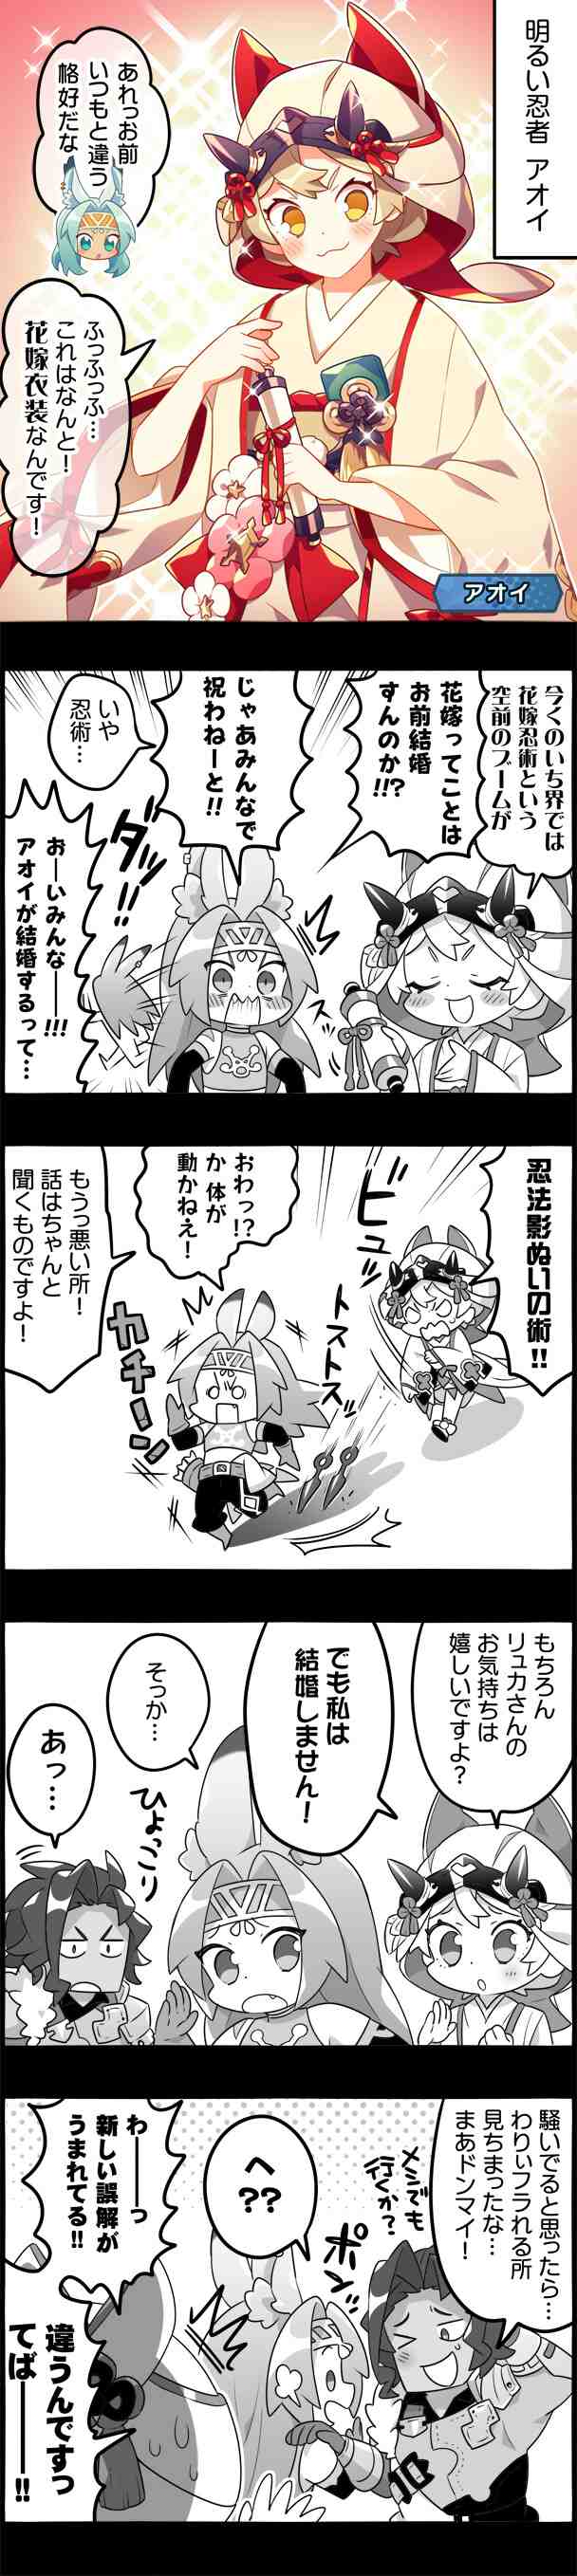 明るい忍者 アオイ
あれっお前
いつもと違う
格好だな
ふっふっふ…
これはなんと！
花嫁衣装なんです！
アオイ
今くのいち界では
花嫁忍術という
空前のブームが
花嫁ってことは
お前結婚
すんのか!!?
じゃあみんなで
祝わねーと!!
いや
忍術…
ダッ!!
ズズ
おーいみんなーー!!!
アオイが結婚するって…
忍法影ぬいの術!!
ビュッ
トストスッ
おわっ!?
か 体が
動かねえ！
カチーン
もうっ悪い所！
話はちゃんと
聞くものですよ！
もちろん
リュカさんの
お気持ちは
嬉しいですよ？
でも私は
結婚しません！
そっか…
ひょっこり
あっ…
騒いでると思ったら…
わりぃフラれる所
見ちまったな…
まあドンマイ！
メシでも
行くか？
ポンッ
へ
??
わーーっ
新しい誤解が
うまれてる!!
違うんですっ
てばーーー!!